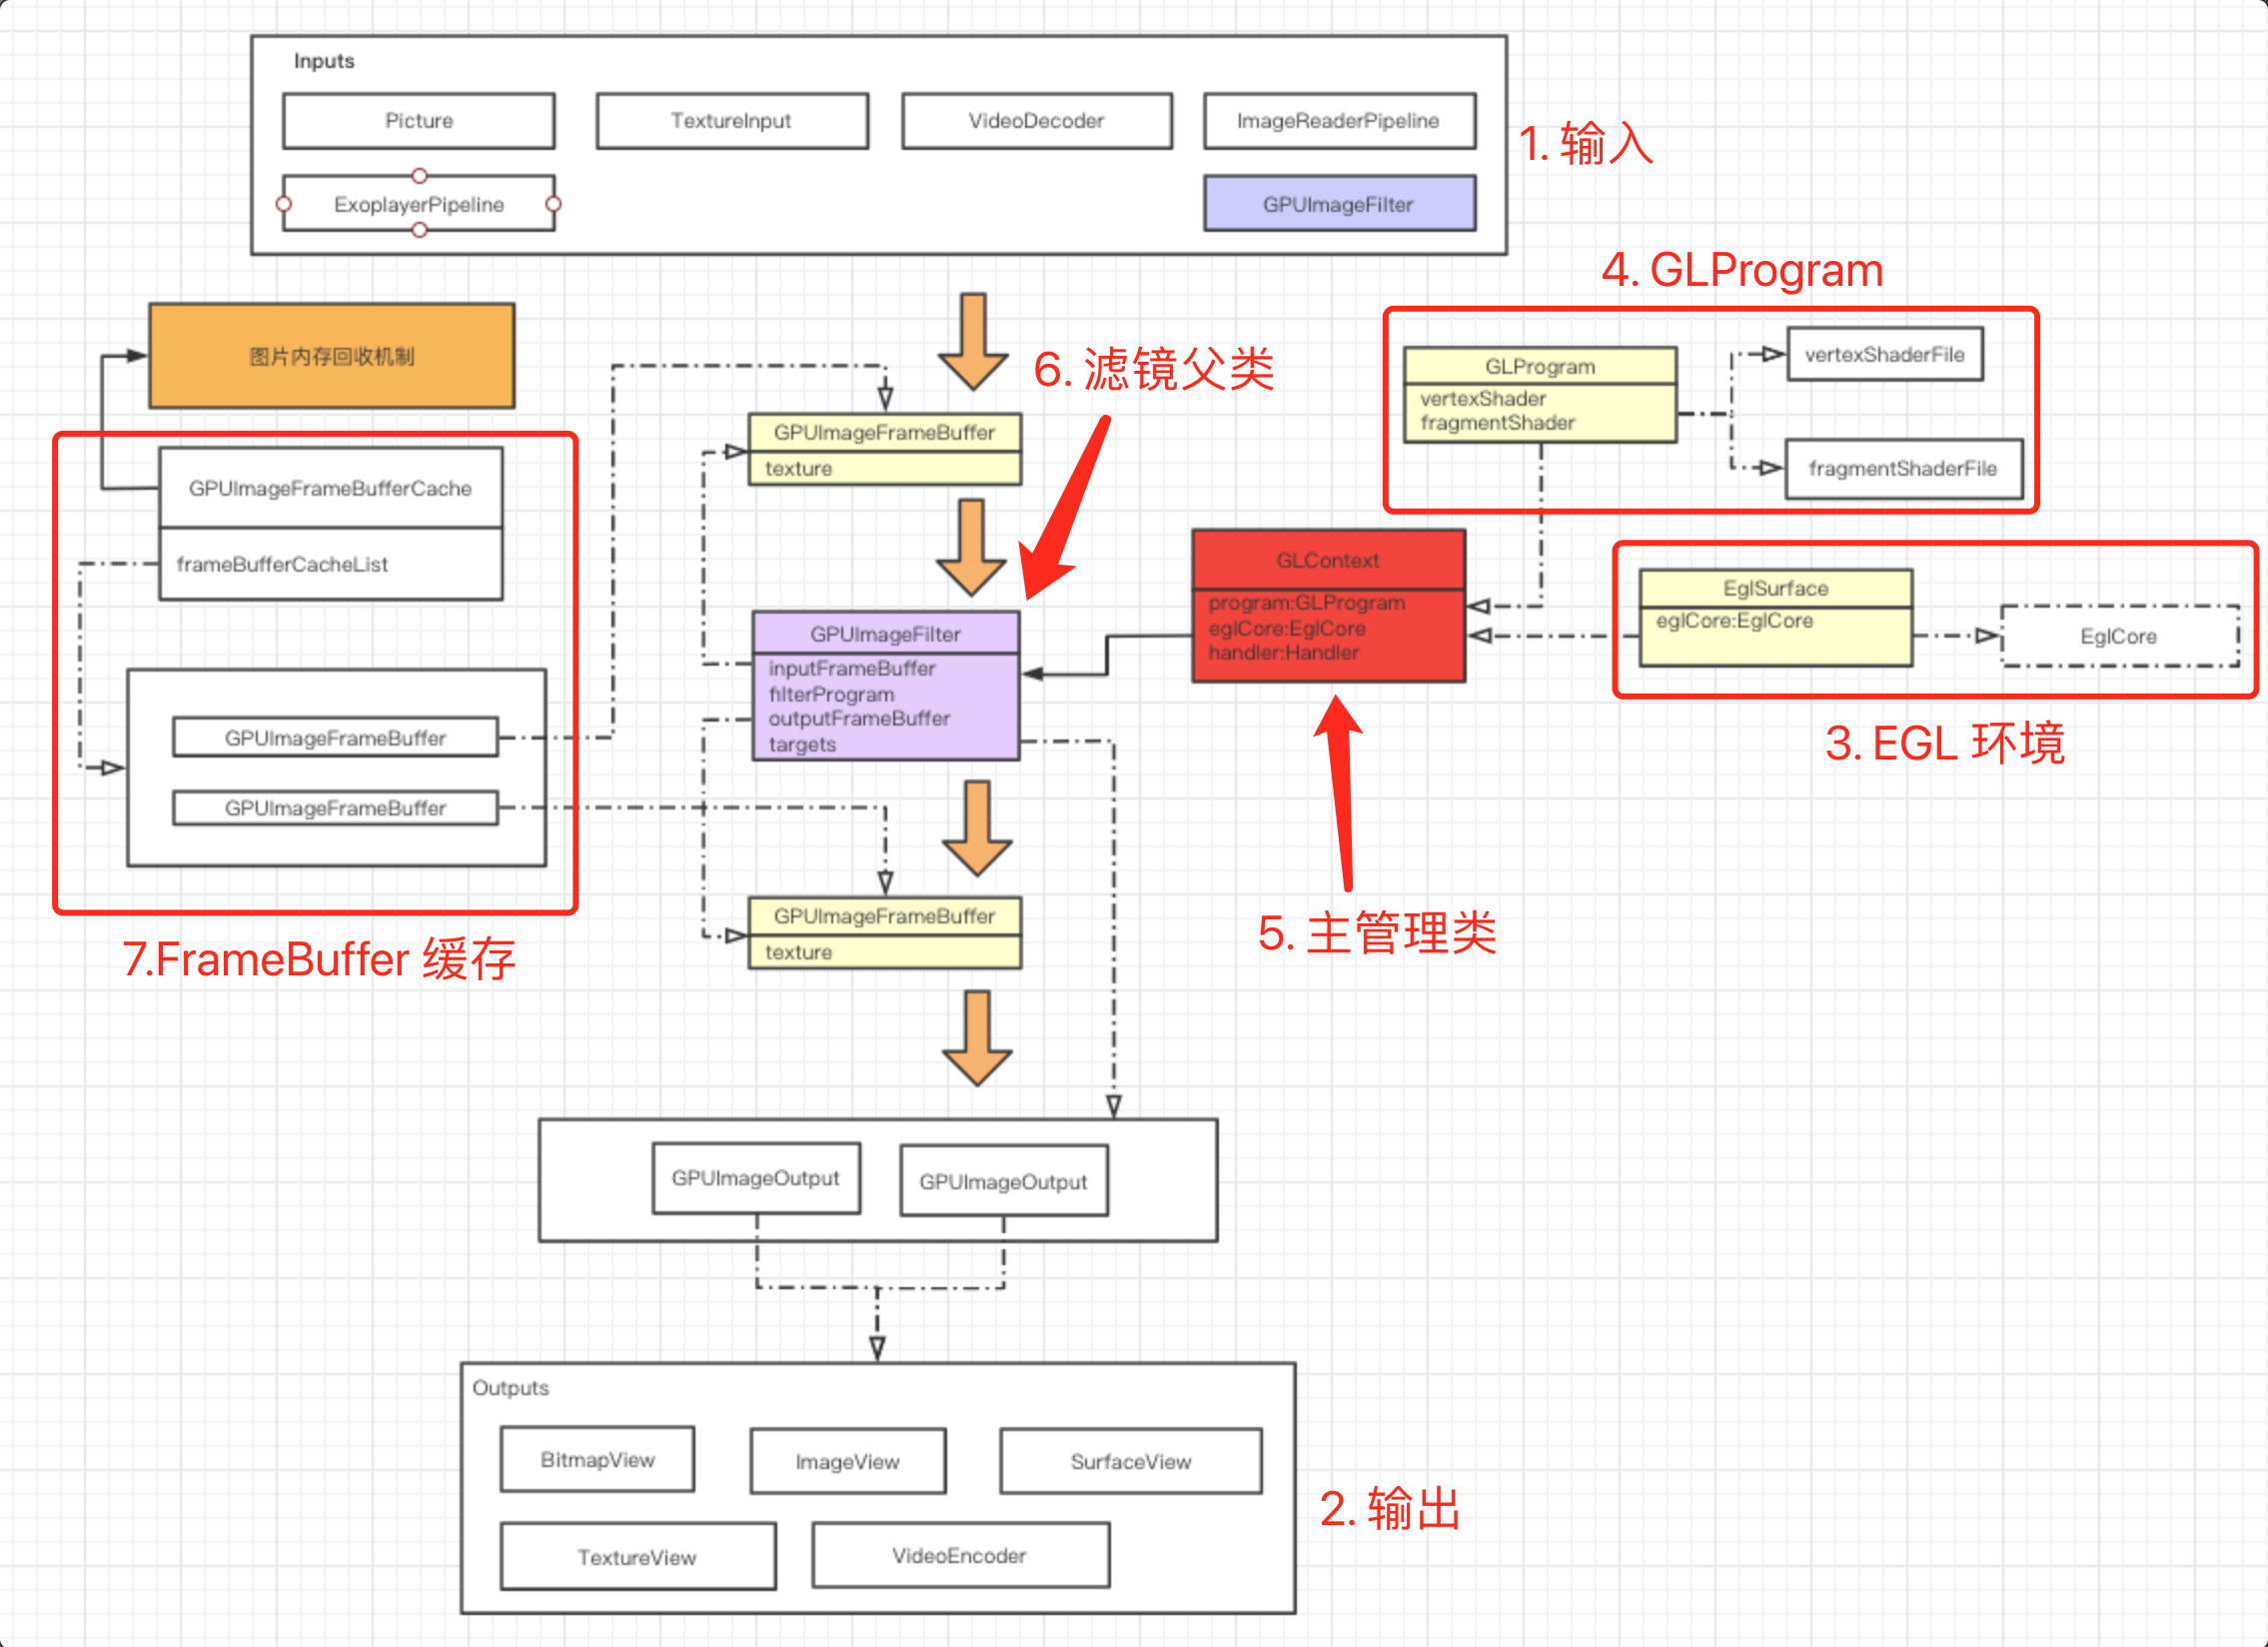 Inputs
Picture
TextureInput
VideoDecoder
ImageReaderPipeline
ExoplayerPipeline
GPUImageFilter
1. 输入
4. GLProgram
图片内存回收机制
6. 滤镜父类
GLProgram
vertexShader
fragmentShader
vertexShaderFile
fragmentShaderFile
GPUImageFrameBuffer
texture
GPUImageFrameBufferCache
frameBufferCacheList
GLContext
program:GLProgram
eglCore:EglCore
handler:Handler
EglSurface
eglCore:EglCore
EglCore
3. EGL 环境
GPUImageFilter
inputFrameBuffer
filterProgram
outputFrameBuffer
targets
GPUImageFrameBuffer
GPUImageFrameBuffer
7.FrameBuffer 缓存
GPUImageFrameBuffer
texture
5. 主管理类
GPUImageOutput
GPUImageOutput
Outputs
BitmapView
ImageView
SurfaceView
TextureView
VideoEncoder
2. 输出